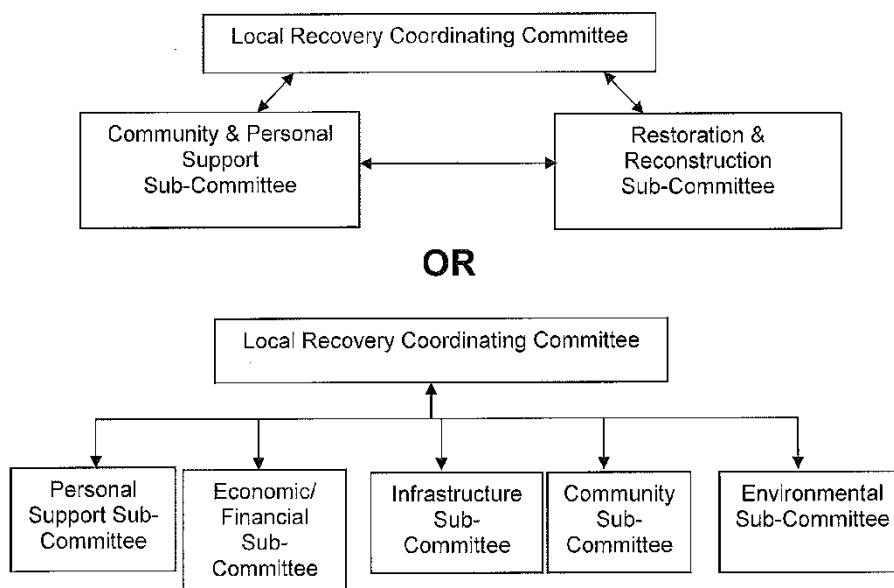 Local Recovery Coordinating Committee
Community & Personal
Support
Sub-Committee
Restoration &
Reconstruction
Sub-Committee
OR
Local Recovery Coordinating Committee
Personal
Support Sub-
Committee
Economic/
Financial
Sub-
Committee
Infrastructure
Sub-
Committee
Community
Sub-
Committee
Environmental
Sub-Committee